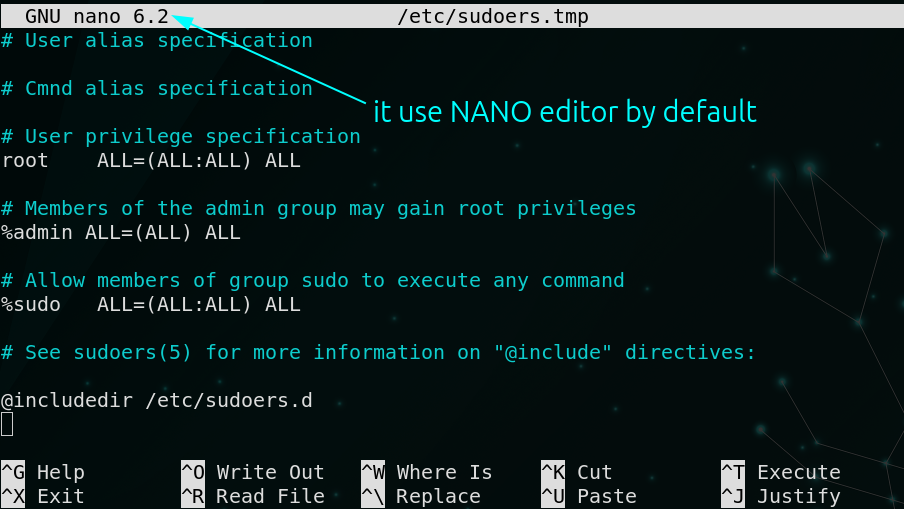 GNU nano 6.2 /etc/sudoers.tmp
# User alias specification
# Cmnd alias specification
it use NANO editor by default
# User privilege specification
root ALL=(ALL:ALL) ALL
# Members of the admin group may gain root privileges
%admin ALL=(ALL) ALL
# Allow members of group sudo to execute any command
%sudo ALL=(ALL:ALL) ALL
# See sudoers(5) for more information on "@include" directives:
@includedir /etc/sudoers.d
^G Help ^O Write Out ^W Where Is ^K Cut ^T Execute
^X Exit ^R Read File ^\ Replace ^U Paste ^J Justify